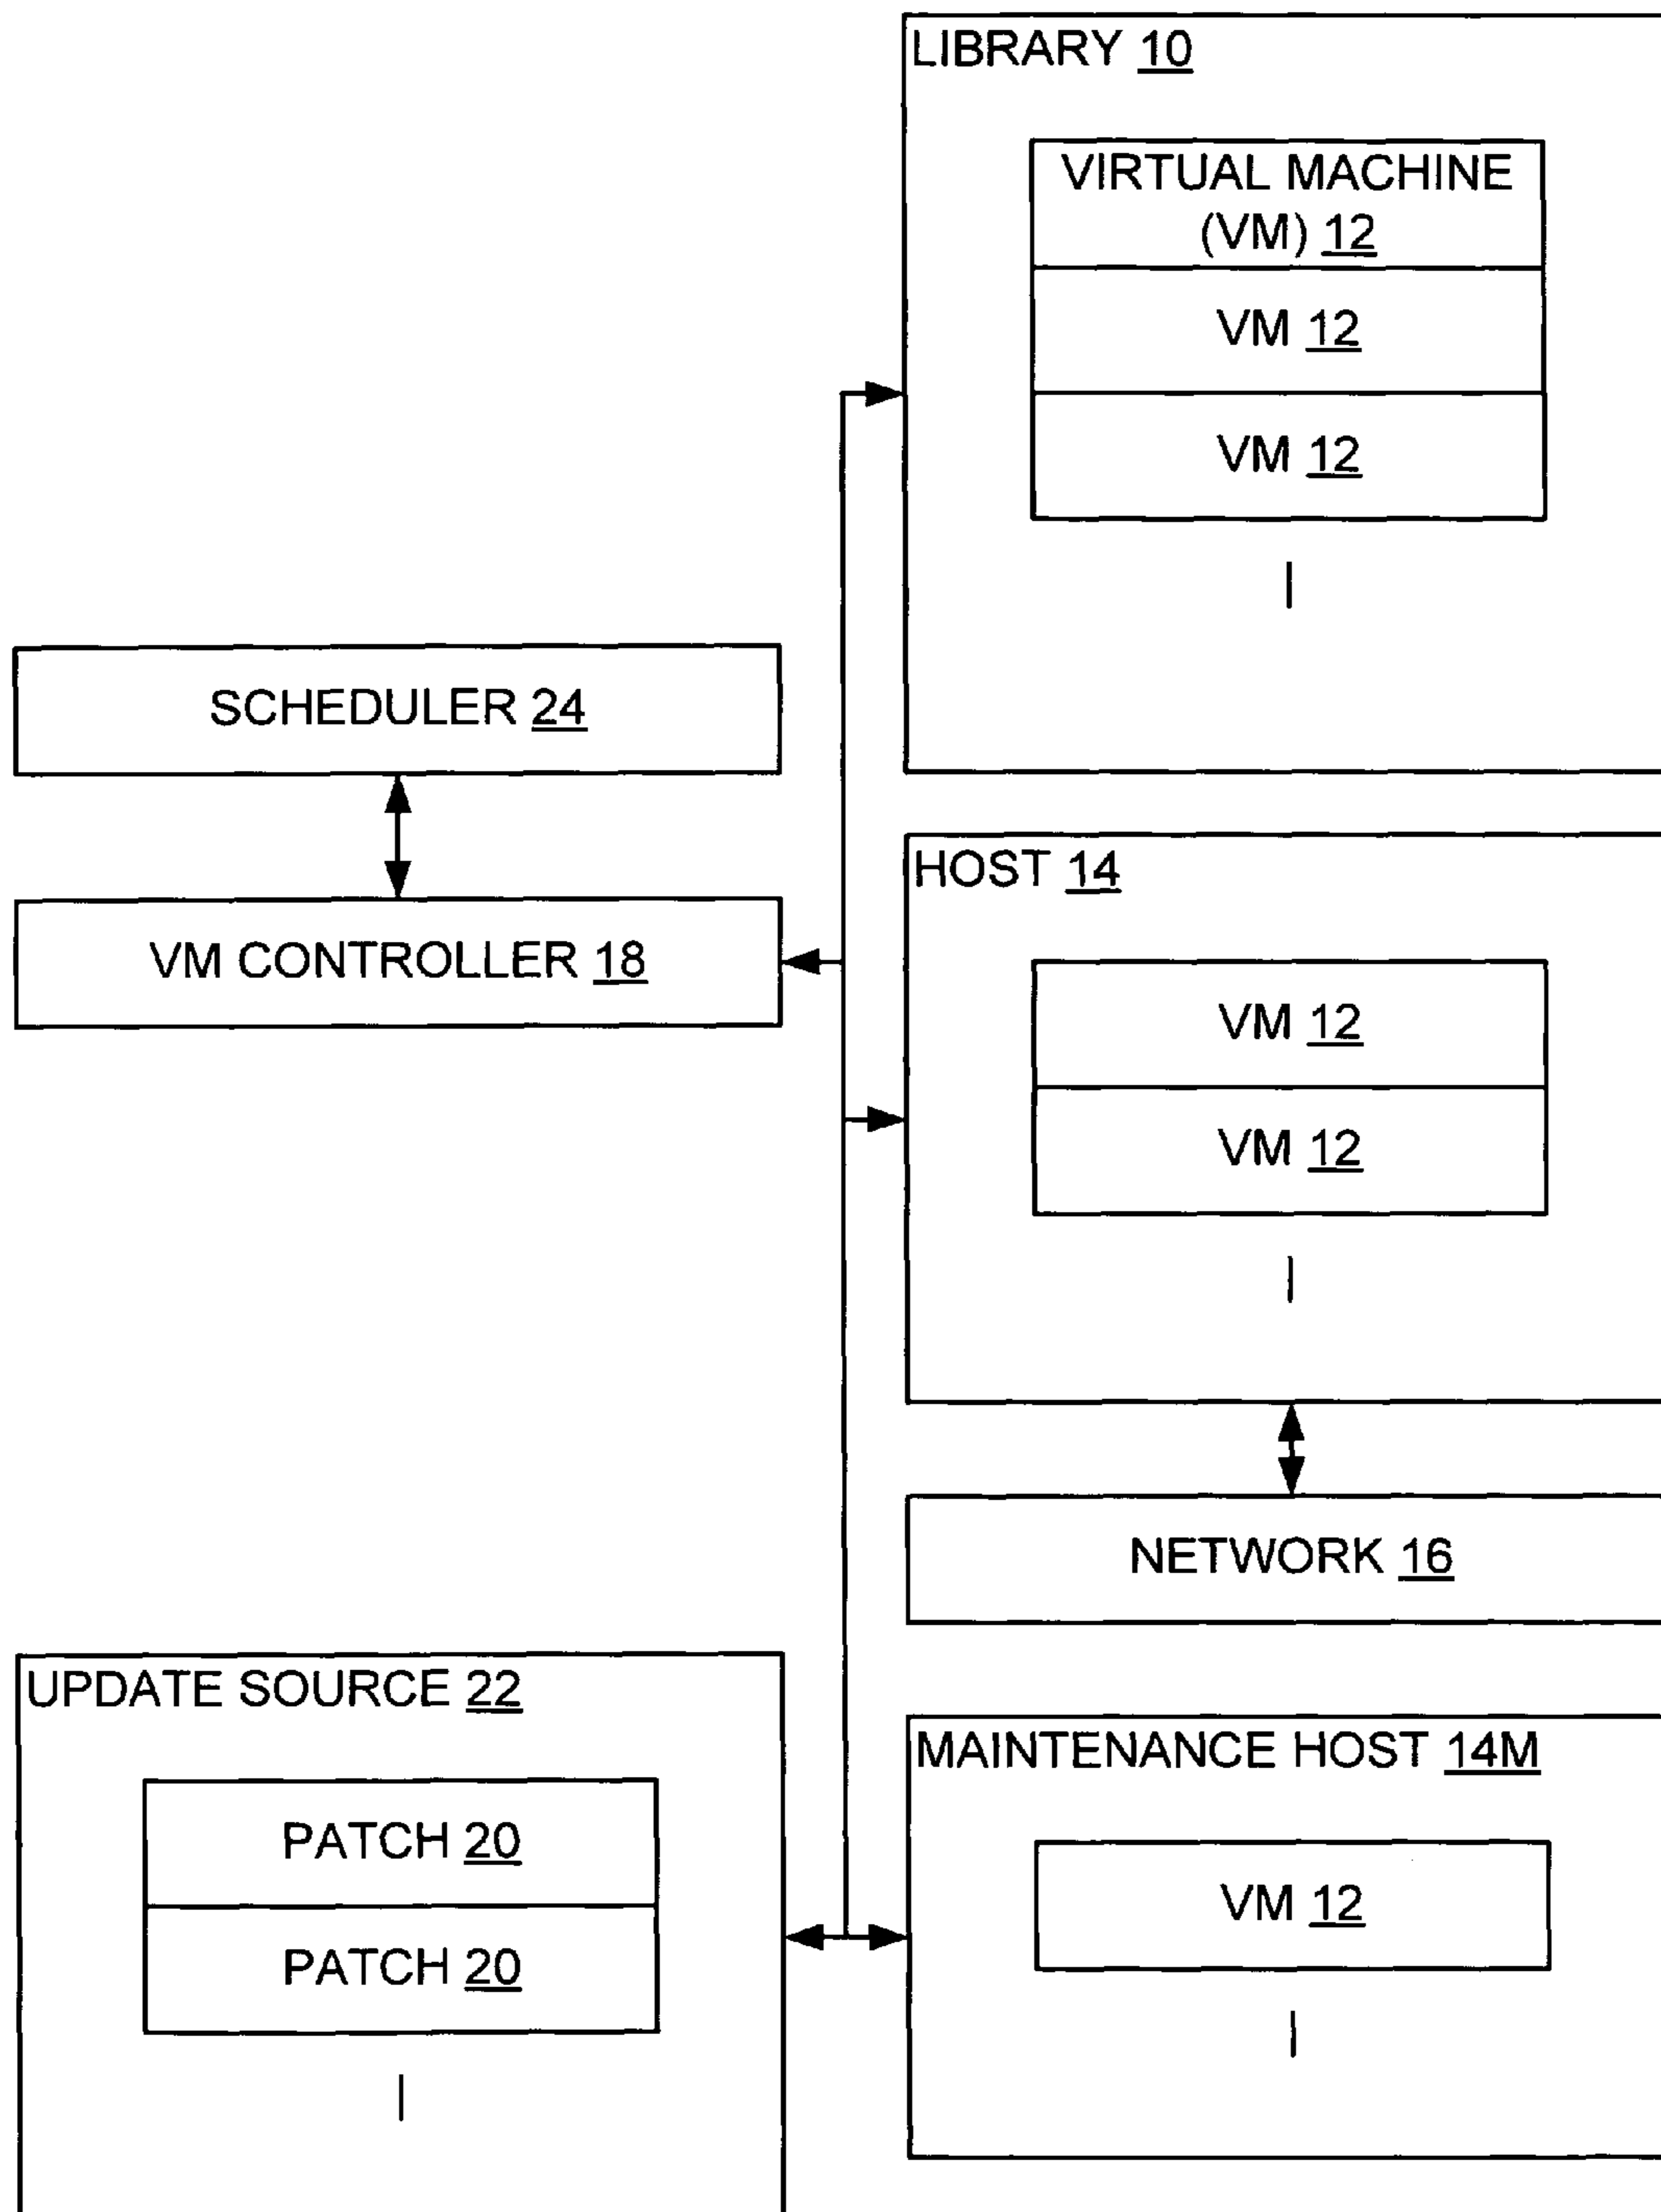 LIBRARY 10
VIRTUAL MACHINE
(VM) 12
VM 12
VM 12
SCHEDULER 24
VM CONTROLLER 18
HOST 14
VM 12
VM 12
NETWORK 16
UPDATE SOURCE 22
PATCH 20
PATCH 20
MAINTENANCE HOST 14M
VM 12